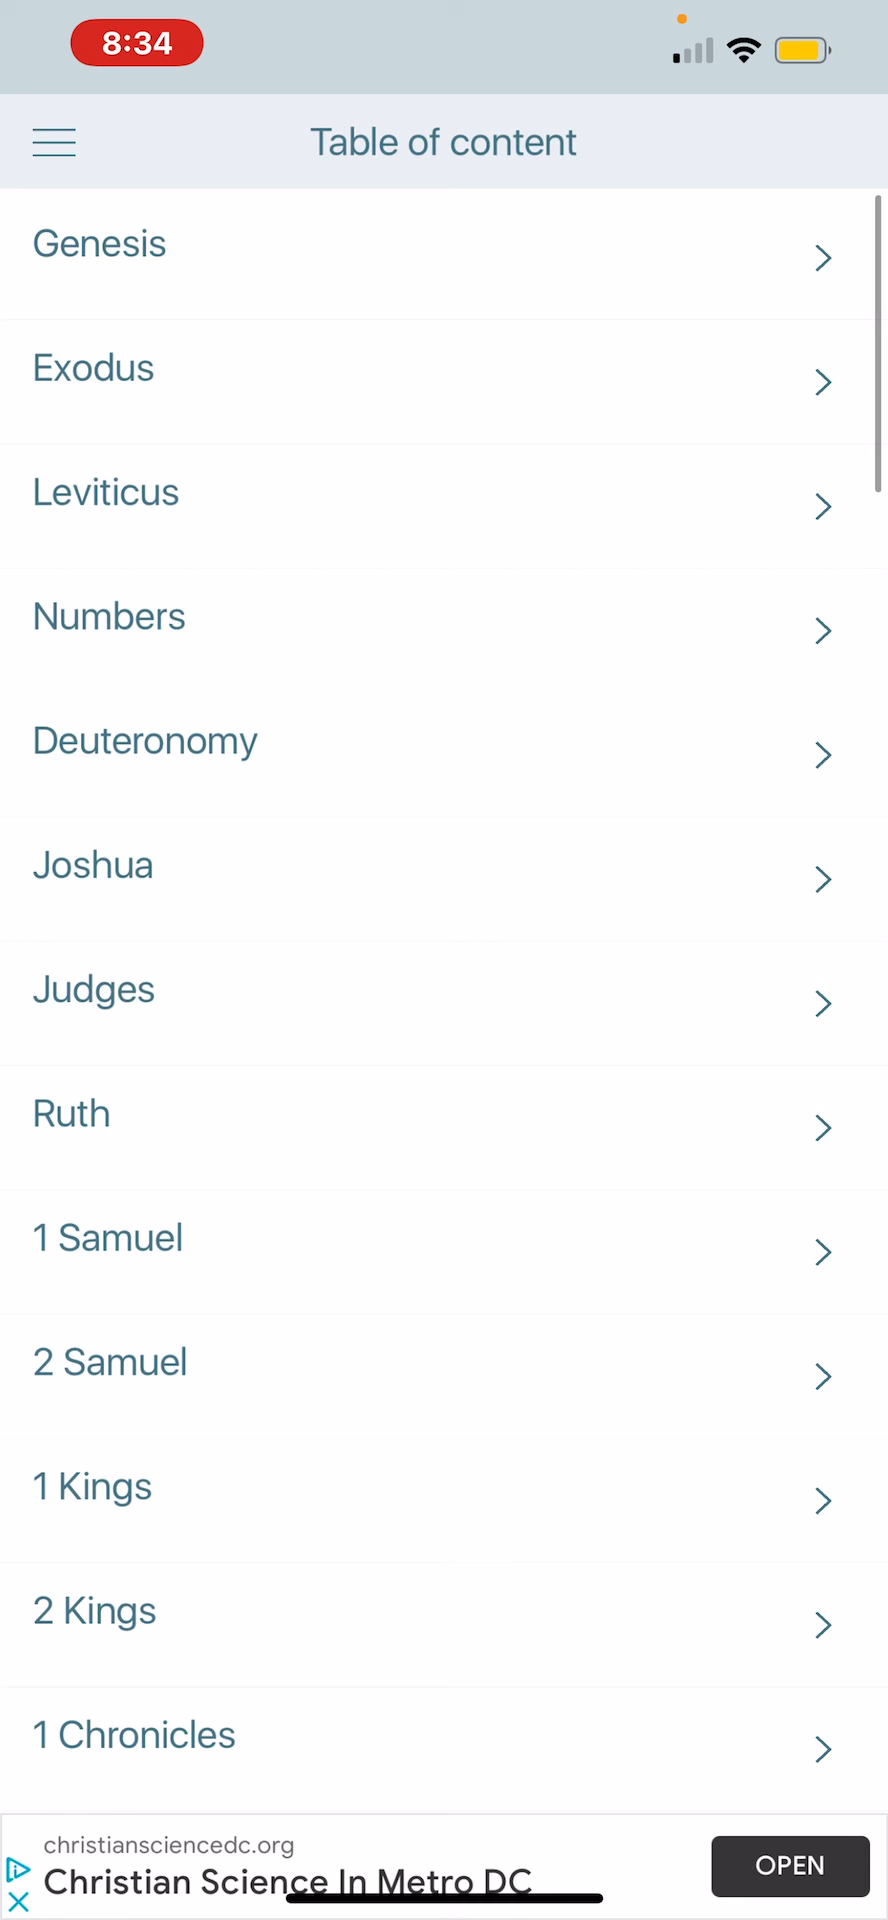 8:34
Table of content
Genesis
Exodus
Leviticus
Numbers
Deuteronomy
Joshua
Judges
Ruth
1 Samuel
2 Samuel
1 Kings
2 Kings
1 Chronicles
christiansciencedc.org
Christian Science In Metro DC
OPEN